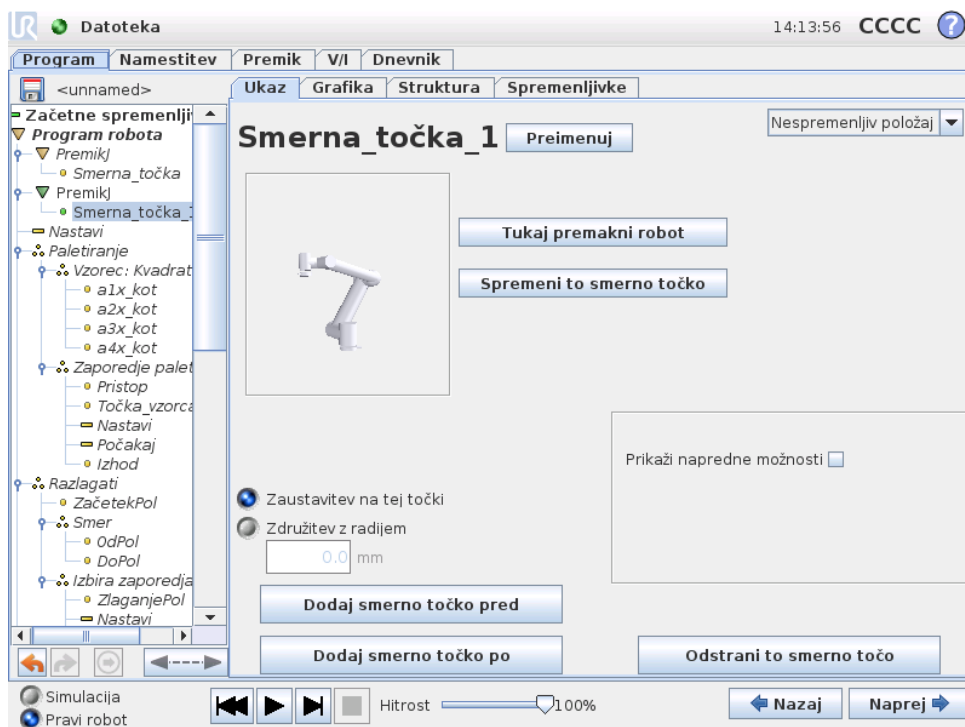 UR Datoteka 14:13:56 CCCC ?
Program Namestitev Premik V/I Dnevnik
<unnamed>
Ukaz Grafika Struktura Spremenljivke
Začetne spremenlji
Program robota
PremikJ
Smerna_točka
PremikJ
Smerna_točka_1
Nastavi
Paletiranje
Vzorec: Kvadrat
a1x_kot
a2x_kot
a3x_kot
a4x_kot
Zaporedje palet
Pristop
Točka_vzorca
Nastavi
Počakaj
Izhod
Razlagati
ZačetekPol
Smer
OdPol
DoPol
Izbira zaporedja
ZlaganjePol
Nastavi
Smerna_točka_1 Preimenuj
Nespremenljiv položaj
Tukaj premakni robot
Spremeni to smerno točko
Prikaži napredne možnosti
Zaustavitev na tej točki
Združitev z radijem
0.0 mm
Dodaj smerno točko pred
Dodaj smerno točko po
Odstrani to smerno točo
Simulacija
Pravi robot
Hitrost 100%
Nazaj Naprej